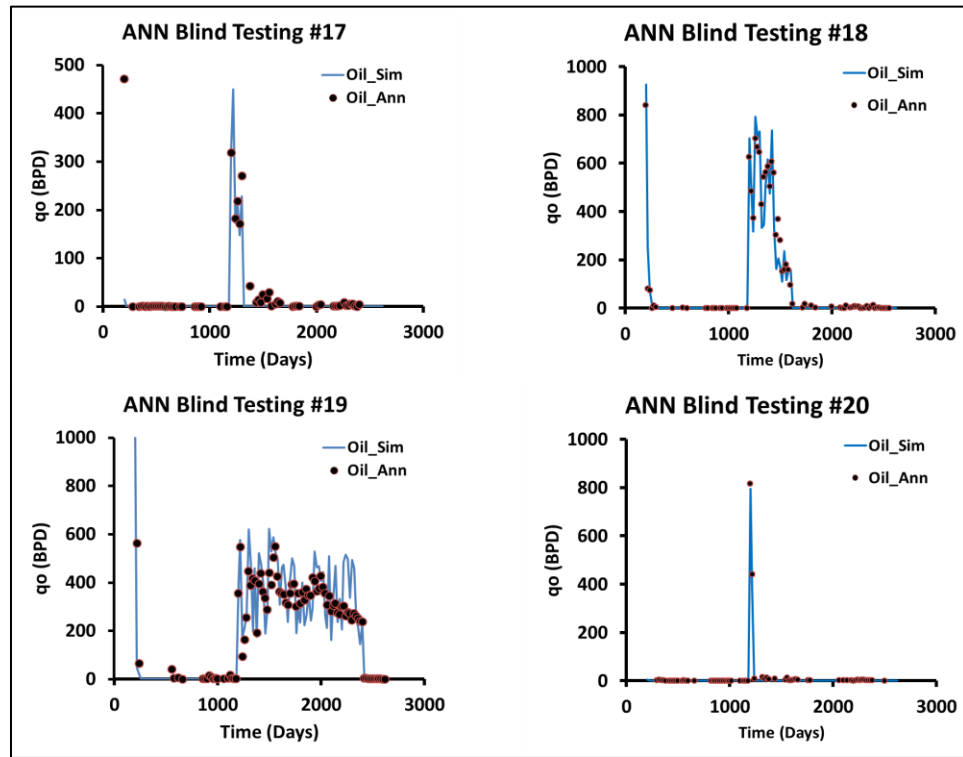 ANN Blind Testing #17
500
400
300
200
100
0
qo (BPD)
0
1000
2000
3000
Time (Days)
Oil_Sim
Oil_Ann
ANN Blind Testing #18
1000
800
600
400
200
0
qo (BPD)
0
1000
2000
3000
Time (Days)
Oil_Sim
Oil_Ann
ANN Blind Testing #19
1000
800
600
400
200
0
qo (BPD)
0
1000
2000
3000
Time (Days)
Oil_Sim
Oil_Ann
ANN Blind Testing #20
1000
800
600
400
200
0
qo (BPD)
0
1000
2000
3000
Time (Days)
Oil_Sim
Oil_Ann